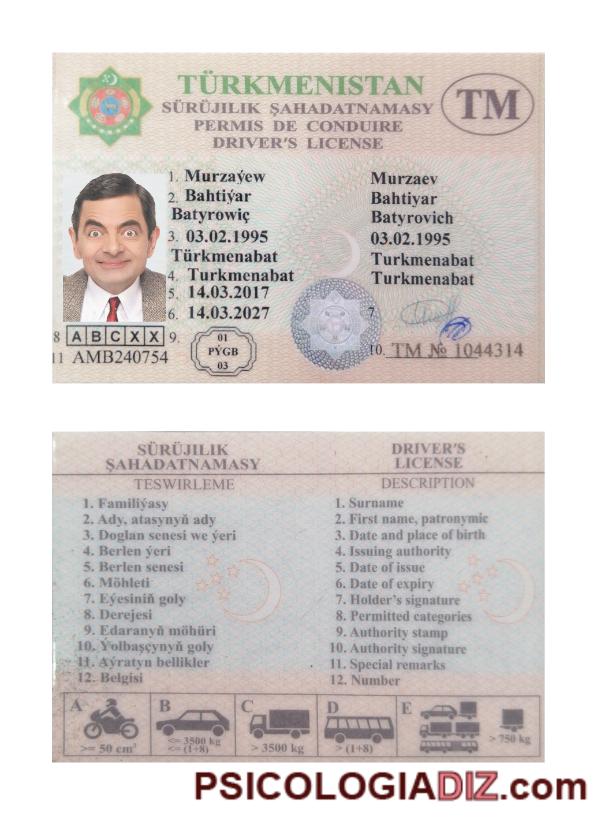 TÜRKMENISTAN
SÜRÜJILIK ŞAHADATNAMASY
PERMIS DE CONDUIRE
DRIVER'S LICENSE
TM
1. Murzaýew Murzaev
2. Bahtiýar Bahtiyar
Batyrowiç Batyrovich
3. 03.02.1995 03.02.1995
Türkmenabat Turkmenabat
4. Turkmenabat Turkmenabat
5. 14.03.2017
6. 14.03.2027 7.
8 A B C X X 9. 01
PÝGB
03
11 AMB240754 10. TM № 1044314
SÜRÜJILIK ŞAHADATNAMASY
DRIVER'S LICENSE
TESWIRLEME
DESCRIPTION
1. Familiýasy
2. Ady, atasynyň ady
3. Doglan senesi we ýeri
4. Berlen ýeri
5. Berlen senesi
6. Möhleti
7. Eýesiniň goly
8. Derejesi
9. Edaranyň möhüri
10. Ýolbaşçynyň goly
11. Aýratyn bellikler
12. Belgisi
1. Surname
2. First name, patronymic
3. Date and place of birth
4. Issuing authority
5. Date of issue
6. Date of expiry
7. Holder's signature
8. Permitted categories
9. Authority stamp
10. Authority signature
11. Special remarks
12. Number
A
>= 50 cm³
B
<= 3500 kg
<= (1+8)
C
> 3500 kg
D
> (1+8)
E
> 750 kg
PSICOLOGIADIZ.com